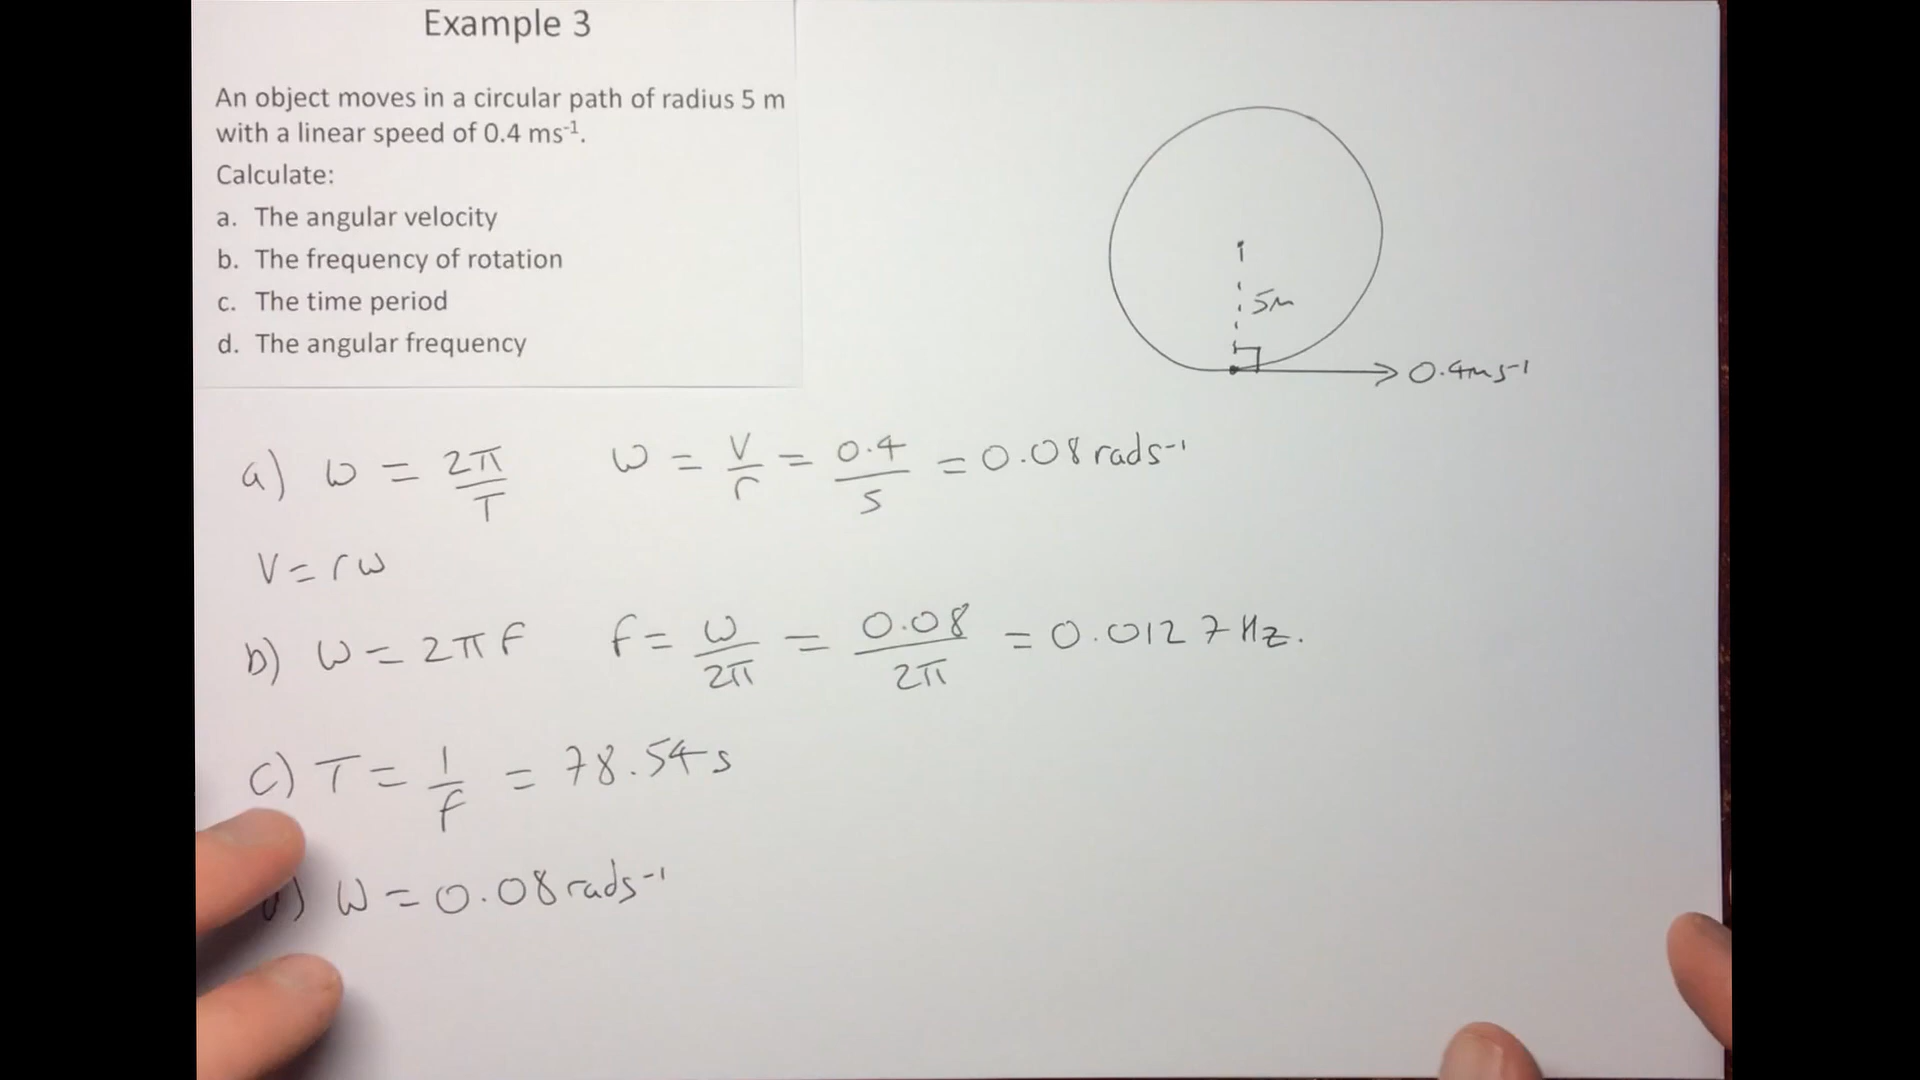 Example 3
An object moves in a circular path of radius 5 m
with a linear speed of 0.4 ms⁻¹.
Calculate:
a. The angular velocity
b. The frequency of rotation
c. The time period
d. The angular frequency
5m
0.4ms⁻¹
a) ω = 2π/T ω = v/r = 0.4/5 = 0.08 rads⁻¹
v = rω
b) ω = 2πf f = ω/2π = 0.08/2π = 0.0127 Hz.
c) T = 1/f = 78.54 s
d) ω = 0.08 rads⁻¹